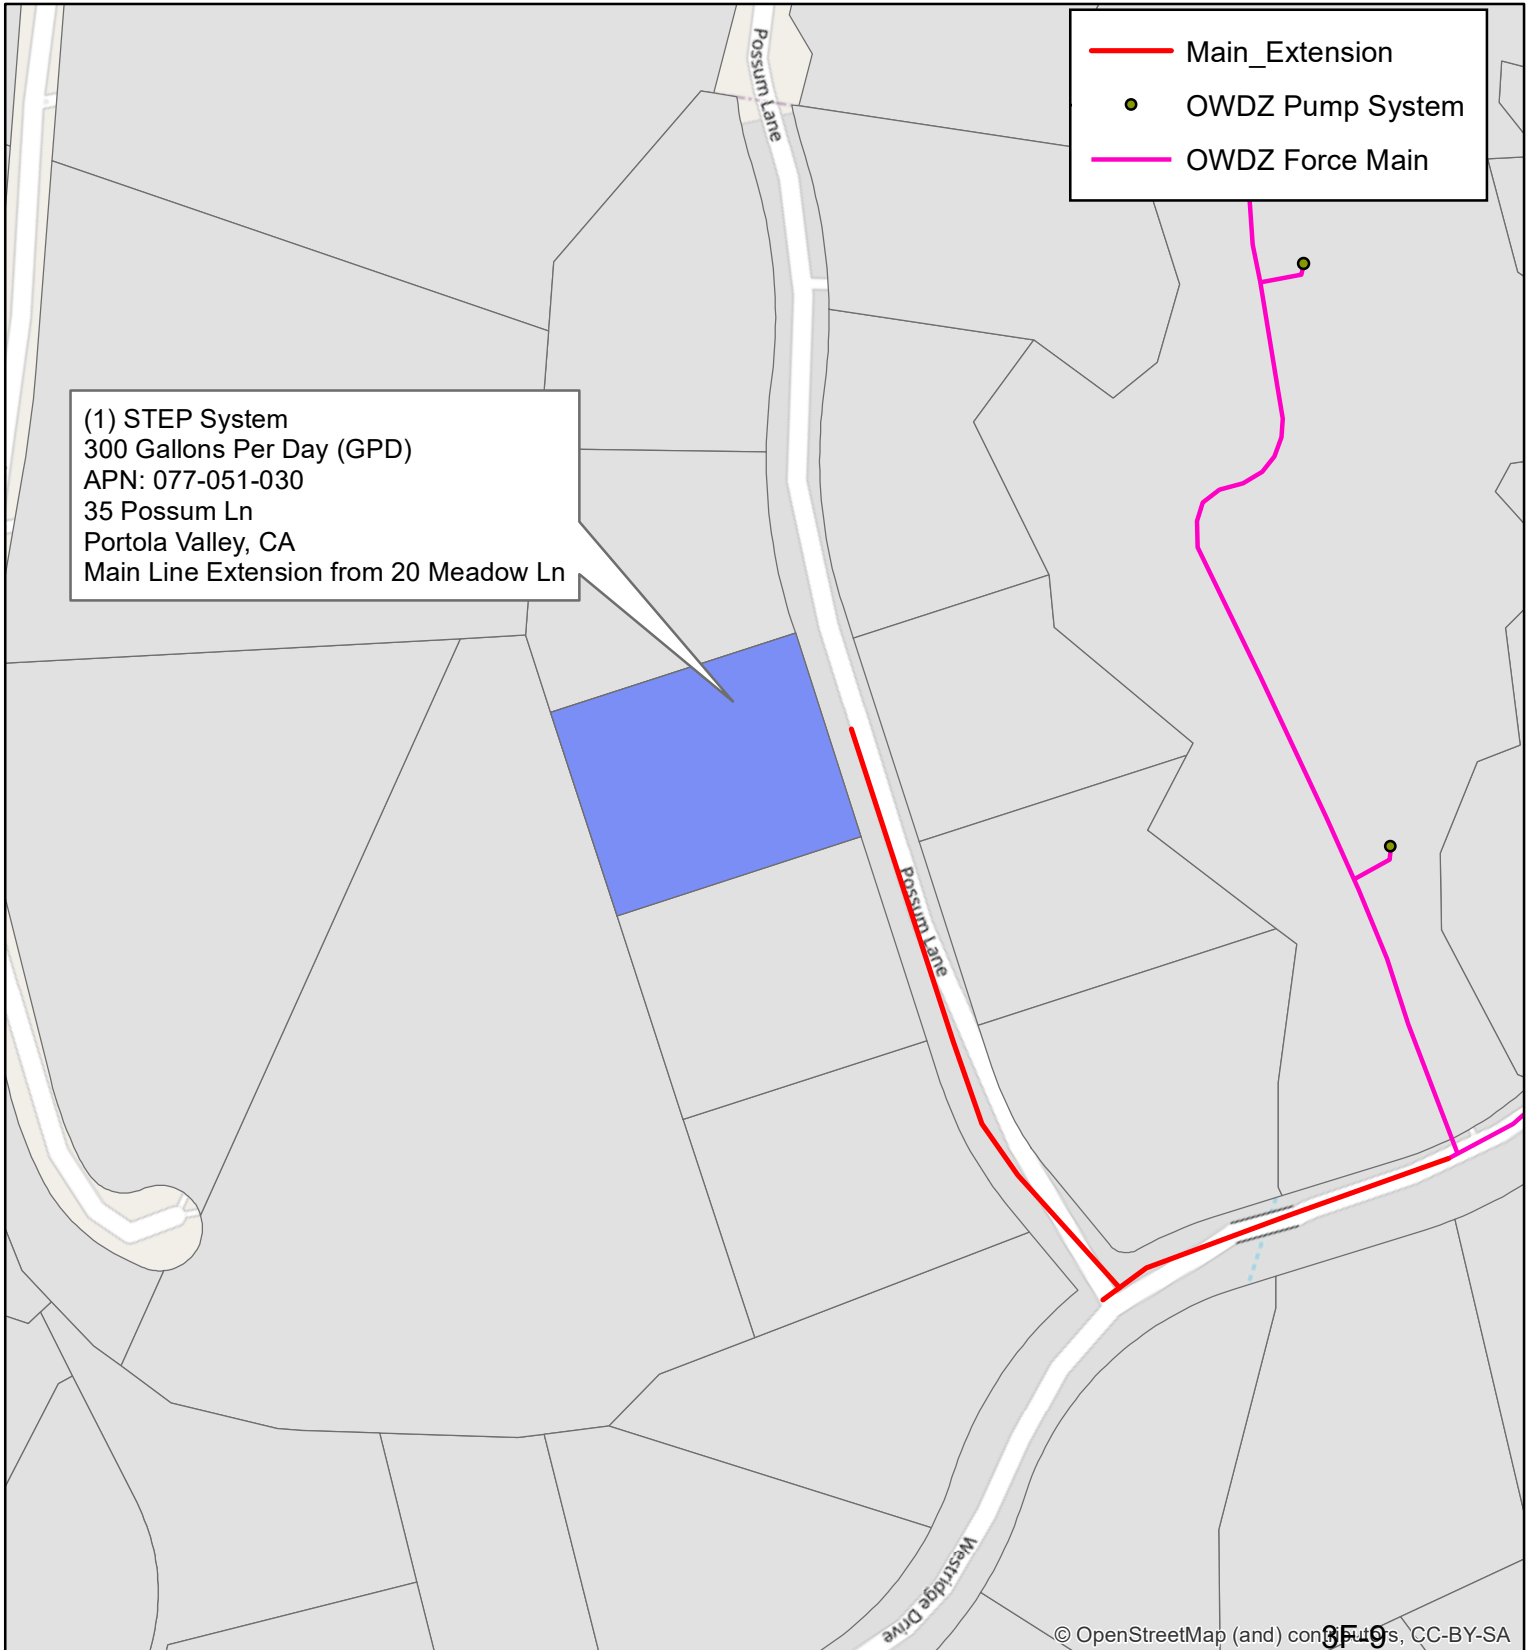 Possum Lane
Main_Extension
OWDZ Pump System
OWDZ Force Main
(1) STEP System
300 Gallons Per Day (GPD)
APN: 077-051-030
35 Possum Ln
Portola Valley, CA
Main Line Extension from 20 Meadow Ln
Possum Lane
Westridge Drive
© OpenStreetMap (and) contributors, CC-BY-SA
3F-9